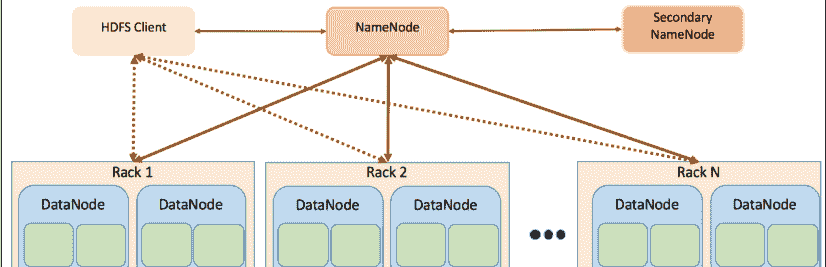 HDFS Client
NameNode
Secondary
NameNode
Rack 1
Rack 2
Rack N
DataNode
DataNode
DataNode
DataNode
DataNode
DataNode